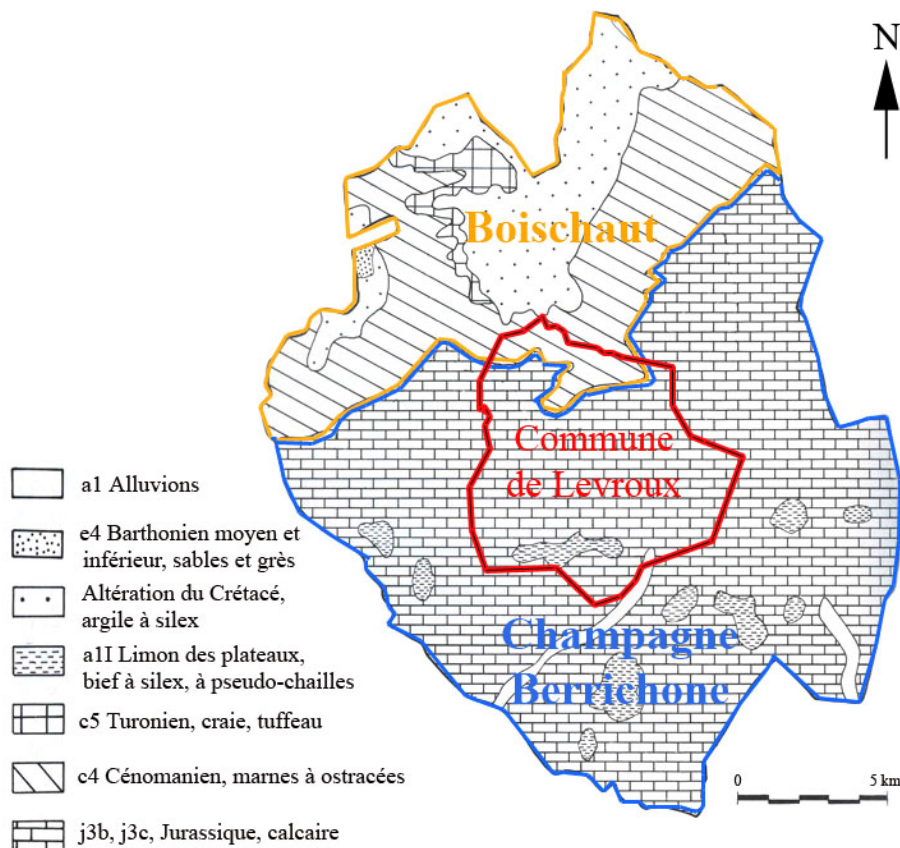 N
Boischaut
Commune
de Levroux
Champagne
Berrichone
a1 Alluvions
e4 Barthonien moyen et
inférieur, sables et grès
Altération du Crétacé,
argile à silex
a1I Limon des plateaux,
bief à silex, à pseudo-chailles
c5 Turonien, craie, tuffeau
c4 Cénomanien, marnes à ostracées
j3b, j3c, Jurassique, calcaire
0 5 km